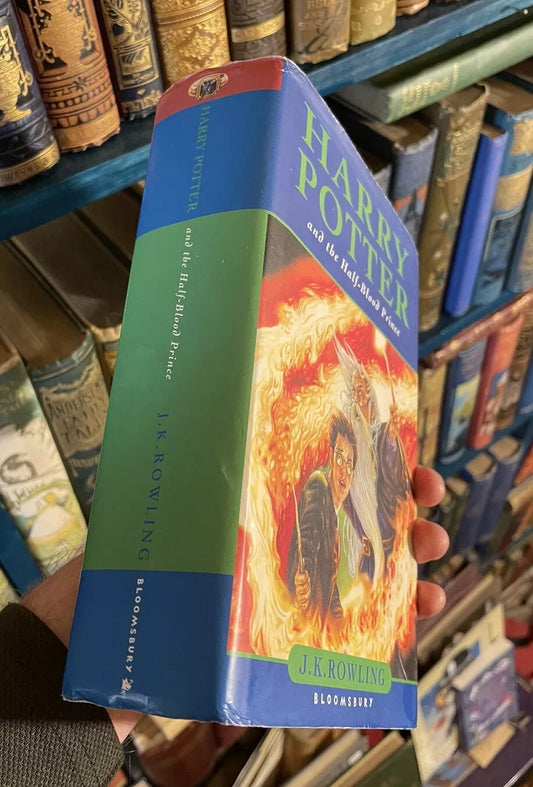 HARRY POTTER
and the Half-Blood Prince
J.K.ROWLING
BLOOMSBURY
HARRY
POTTER
and the Half-Blood Prince
J.K.ROWLING
BLOOMSBURY